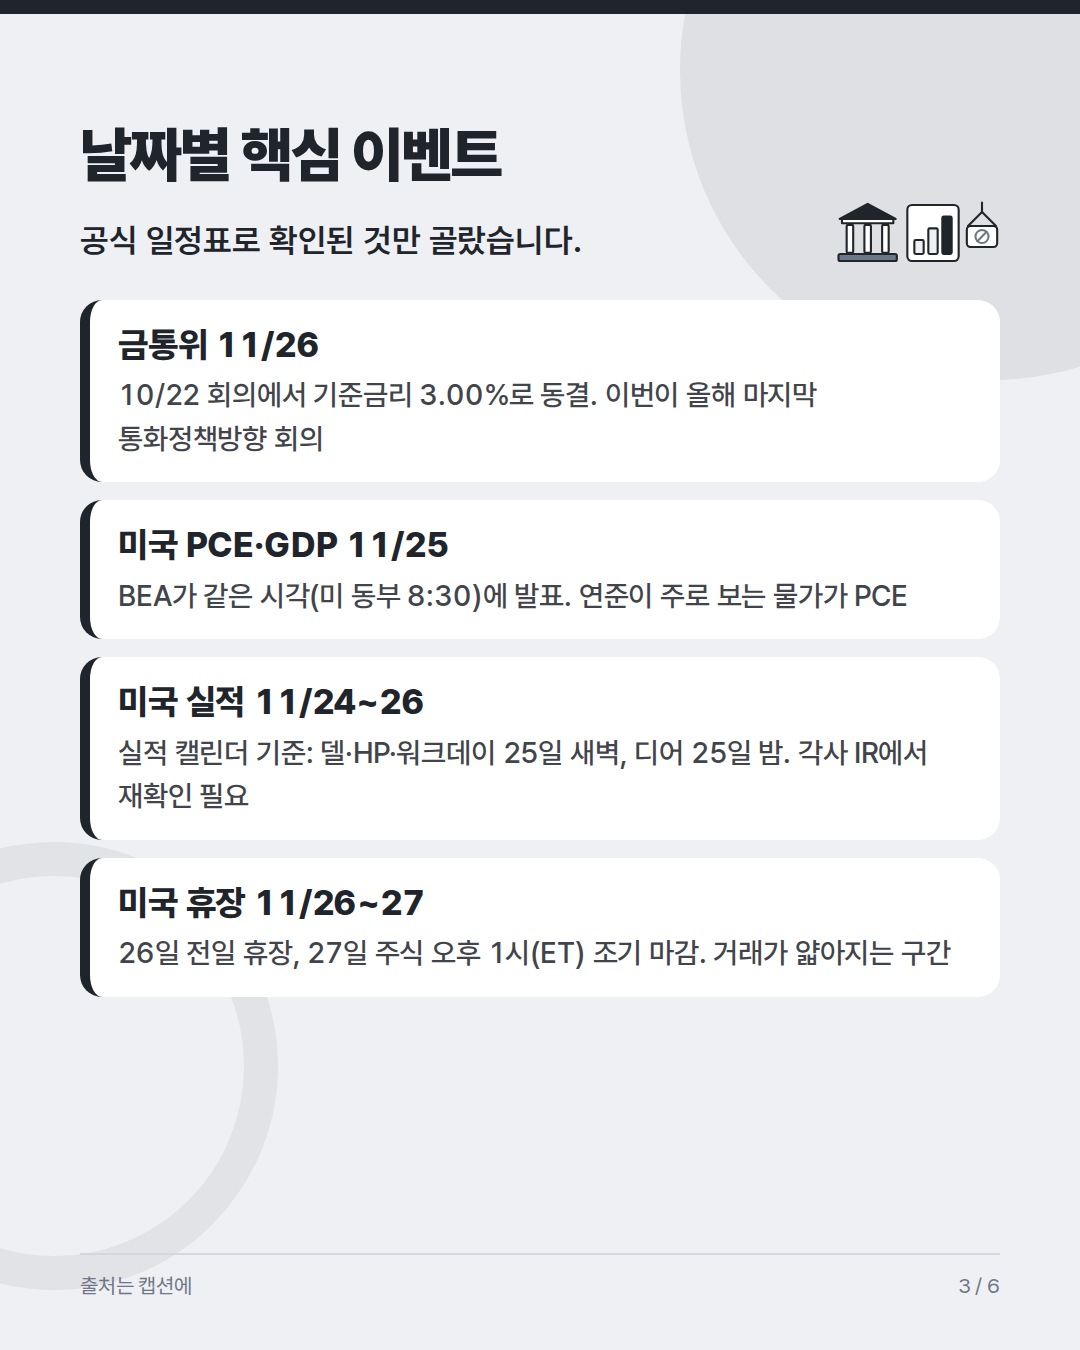 날짜별 핵심 이벤트
공식 일정표로 확인된 것만 골랐습니다.
금통위 11/26
10/22 회의에서 기준금리 3.00%로 동결. 이번이 올해 마지막
통화정책방향 회의
미국 PCE·GDP 11/25
BEA가 같은 시각(미 동부 8:30)에 발표. 연준이 주로 보는 물가가 PCE
미국 실적 11/24~26
실적 캘린더 기준: 델·HP·워크데이 25일 새벽, 디어 25일 밤. 각사 IR에서
재확인 필요
미국 휴장 11/26~27
26일 전일 휴장, 27일 주식 오후 1시(ET) 조기 마감. 거래가 얇아지는 구간
출처는 캡션에
3 / 6